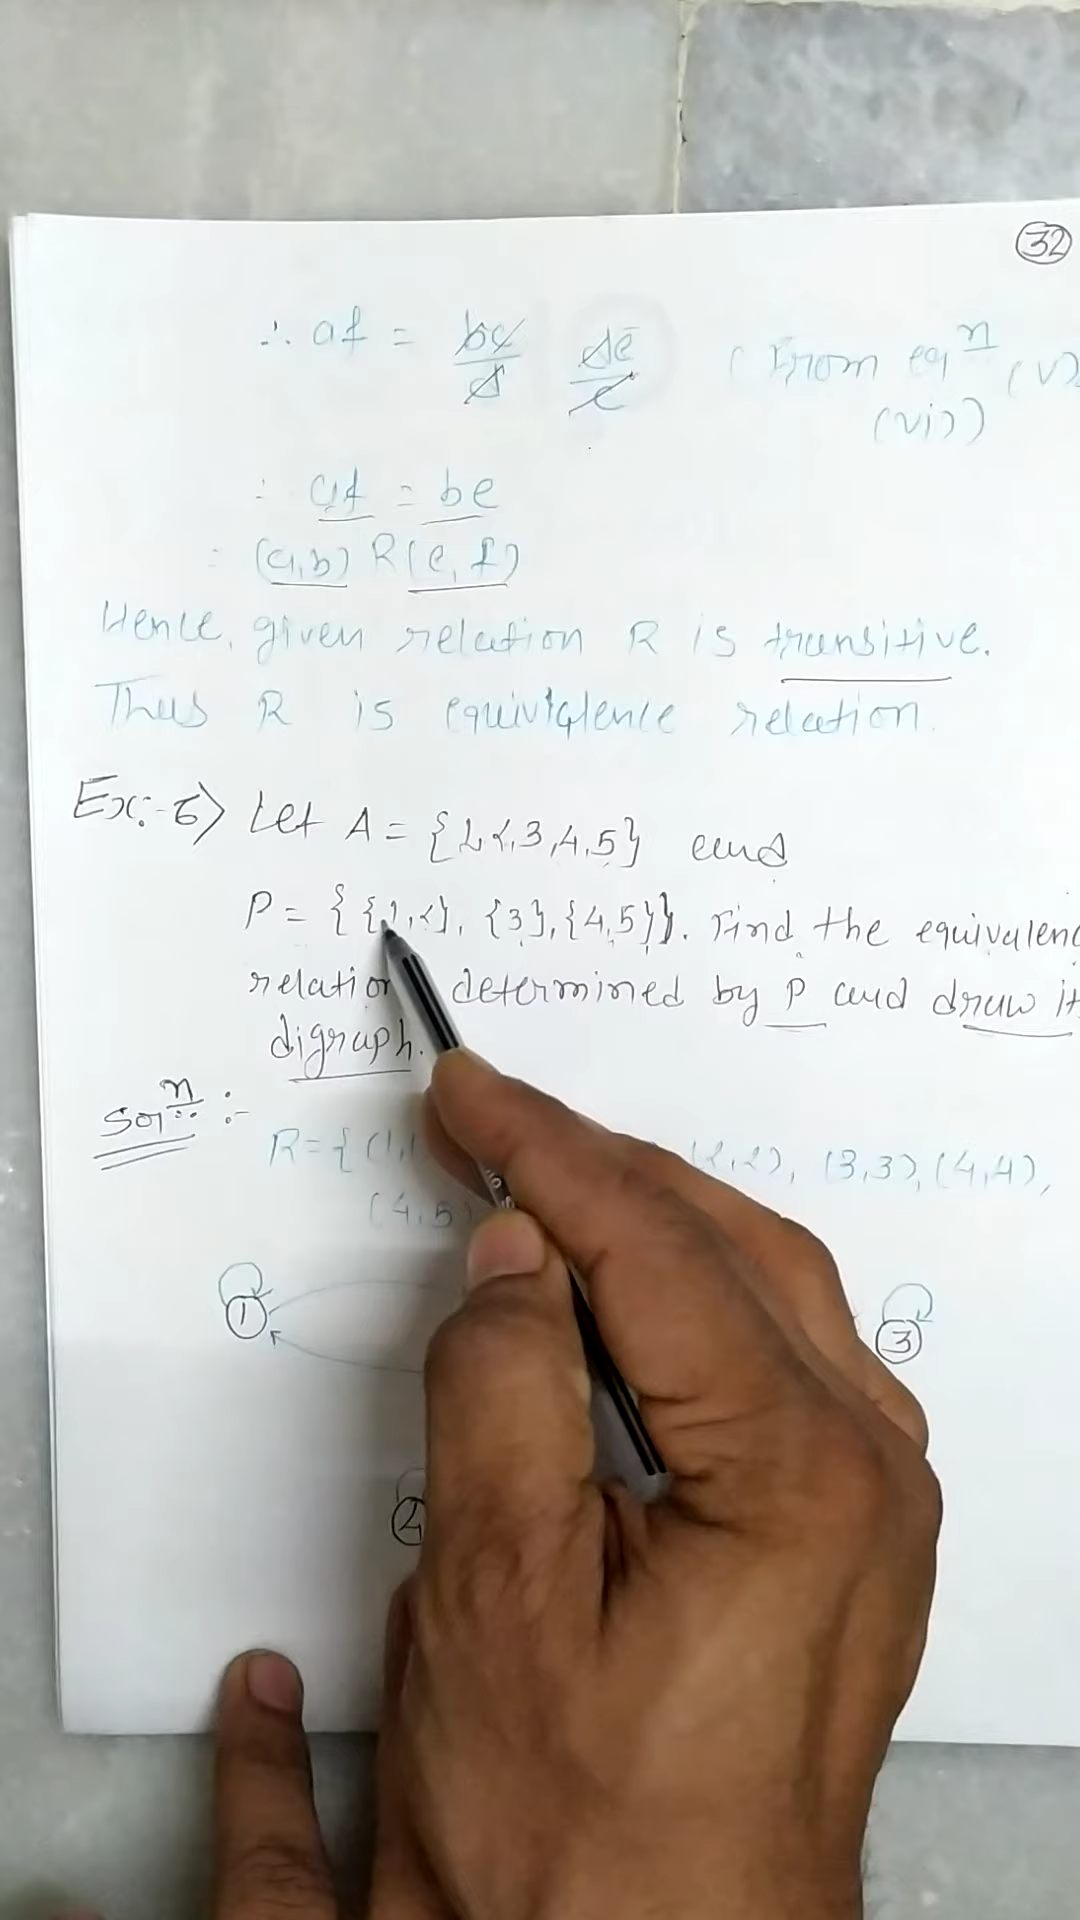 32
∴ af = bc/d de/c ( From eqⁿ (v)
(vi))
∴ af = be
(a,b) R (e, f)
Hence, given relation R is transitive.
Thus R is equivalence relation.
Ex:-6) Let A = {1,2,3,4,5} and
P = { {1,2}, {3}, {4,5}}. Find the equivalenc
relation determined by P and draw it
digraph.
Solⁿ :-
R = { (1,1 (2,2), (3,3), (4,4),
(4,5)
1
3
4